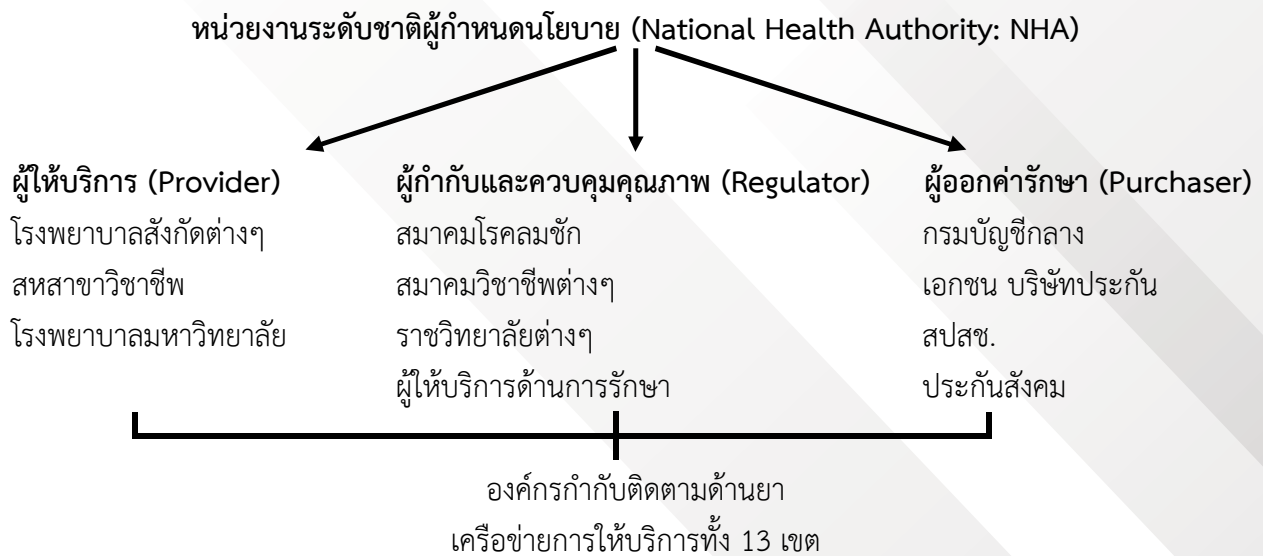 หน่วยงานระดับชาติผู้กำหนดนโยบาย (National Health Authority: NHA)
ผู้ให้บริการ (Provider)
โรงพยาบาลสังกัดต่างๆ
สหสาขาวิชาชีพ
โรงพยาบาลมหาวิทยาลัย
ผู้กำกับและควบคุมคุณภาพ (Regulator)
สมาคมโรคลมชัก
สมาคมวิชาชีพต่างๆ
ราชวิทยาลัยต่างๆ
ผู้ให้บริการด้านการรักษา
ผู้ออกค่ารักษา (Purchaser)
กรมบัญชีกลาง
เอกชน บริษัทประกัน
สปสช.
ประกันสังคม
องค์กรกำกับติดตามด้านยา
เครือข่ายการให้บริการทั้ง 13 เขต